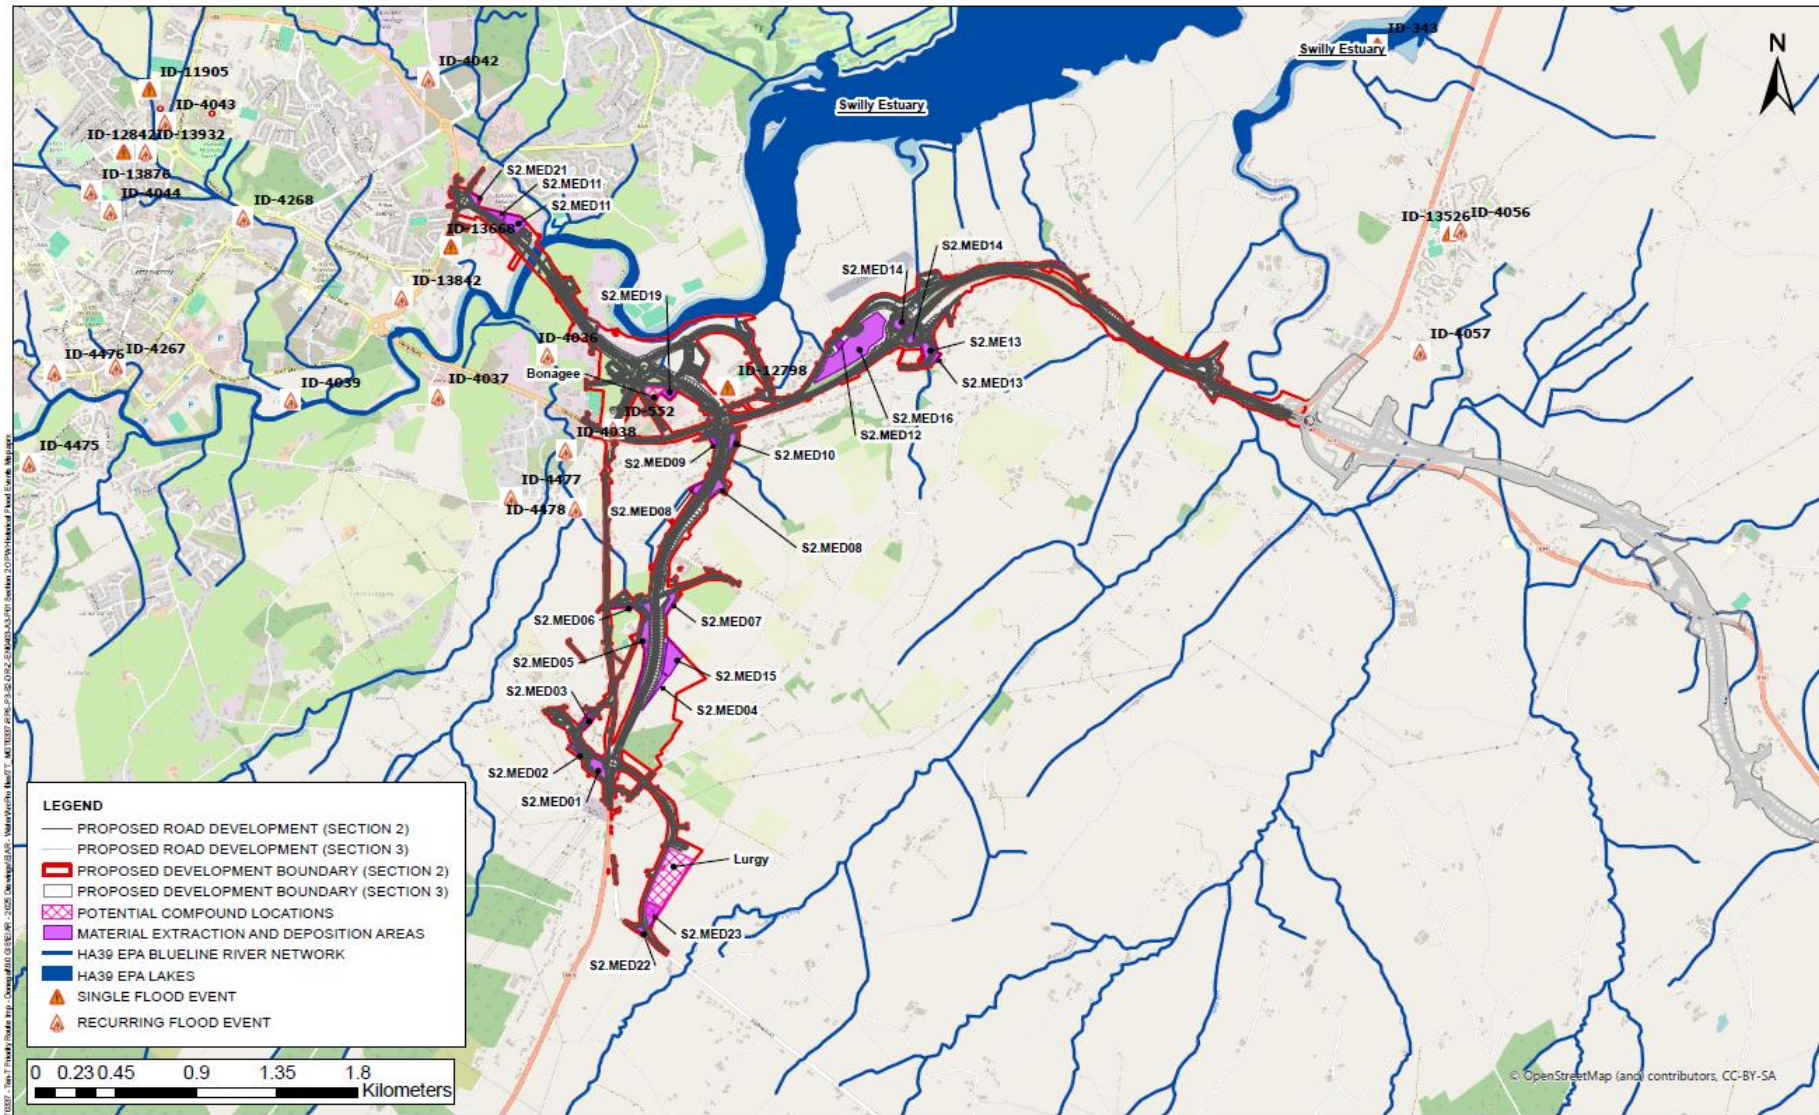 ID-343
Swilly Estuary
N
ID-11905
ID-4042
ID-4043
Swilly Estuary
ID-12842
ID-13932
ID-13876
ID-4044
ID-4268
S2.MED21
S2.MED11
S2.MED11
ID-13668
ID-13526
ID-4056
S2.MED14
S2.MED14
ID-13842
S2.MED19
ID-4036
ID-4057
S2.ME13
S2.MED13
ID-4476
ID-4267
Bonagee
ID-12798
ID-4039
ID-4037
ID-552
S2.MED16
S2.MED12
ID-4038
ID-4475
S2.MED09
S2.MED10
ID-4477
ID-4478
S2.MED08
S2.MED08
S2.MED06
S2.MED07
S2.MED05
S2.MED15
S2.MED03
S2.MED04
S2.MED02
S2.MED01
Lurgy
S2.MED23
S2.MED22
LEGEND
PROPOSED ROAD DEVELOPMENT (SECTION 2)
PROPOSED ROAD DEVELOPMENT (SECTION 3)
PROPOSED DEVELOPMENT BOUNDARY (SECTION 2)
PROPOSED DEVELOPMENT BOUNDARY (SECTION 3)
POTENTIAL COMPOUND LOCATIONS
MATERIAL EXTRACTION AND DEPOSITION AREAS
HA39 EPA BLUELINE RIVER NETWORK
HA39 EPA LAKES
SINGLE FLOOD EVENT
RECURRING FLOOD EVENT
0 0.23 0.45 0.9 1.35 1.8
Kilometers
© OpenStreetMap (and) contributors, CC-BY-SA